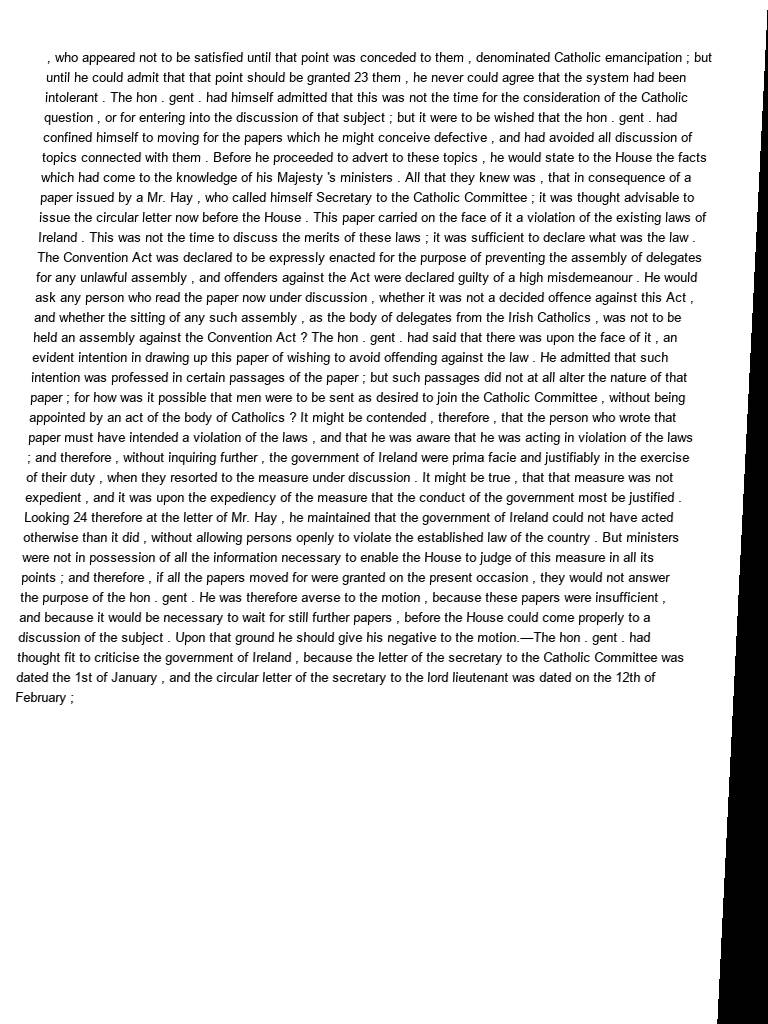 , who appeared not to be satisfied until that point was conceded to them , denominated Catholic emancipation ; but
until he could admit that that point should be granted 23 them , he never could agree that the system had been
intolerant . The hon . gent . had himself admitted that this was not the time for the consideration of the Catholic
question , or for entering into the discussion of that subject ; but it were to be wished that the hon . gent . had
confined himself to moving for the papers which he might conceive defective , and had avoided all discussion of
topics connected with them . Before he proceeded to advert to these topics , he would state to the House the facts
which had come to the knowledge of his Majesty 's ministers . All that they knew was , that in consequence of a
paper issued by a Mr. Hay , who called himself Secretary to the Catholic Committee ; it was thought advisable to
issue the circular letter now before the House . This paper carried on the face of it a violation of the existing laws of
Ireland . This was not the time to discuss the merits of these laws ; it was sufficient to declare what was the law .
The Convention Act was declared to be expressly enacted for the purpose of preventing the assembly of delegates
for any unlawful assembly , and offenders against the Act were declared guilty of a high misdemeanour . He would
ask any person who read the paper now under discussion , whether it was not a decided offence against this Act ,
and whether the sitting of any such assembly , as the body of delegates from the Irish Catholics , was not to be
held an assembly against the Convention Act ? The hon . gent . had said that there was upon the face of it , an
evident intention in drawing up this paper of wishing to avoid offending against the law . He admitted that such
intention was professed in certain passages of the paper ; but such passages did not at all alter the nature of that
paper ; for how was it possible that men were to be sent as desired to join the Catholic Committee , without being
appointed by an act of the body of Catholics ? It might be contended , therefore , that the person who wrote that
paper must have intended a violation of the laws , and that he was aware that he was acting in violation of the laws
; and therefore , without inquiring further , the government of Ireland were prima facie and justifiably in the exercise
of their duty , when they resorted to the measure under discussion . It might be true , that that measure was not
expedient , and it was upon the expediency of the measure that the conduct of the government most be justified .
Looking 24 therefore at the letter of Mr. Hay , he maintained that the government of Ireland could not have acted
otherwise than it did , without allowing persons openly to violate the established law of the country . But ministers
were not in possession of all the information necessary to enable the House to judge of this measure in all its
points ; and therefore , if all the papers moved for were granted on the present occasion , they would not answer
the purpose of the hon . gent . He was therefore averse to the motion , because these papers were insufficient ,
and because it would be necessary to wait for still further papers , before the House could come properly to a
discussion of the subject . Upon that ground he should give his negative to the motion.—The hon . gent . had
thought fit to criticise the government of Ireland , because the letter of the secretary to the Catholic Committee was
dated the 1st of January , and the circular letter of the secretary to the lord lieutenant was dated on the 12th of
February ;